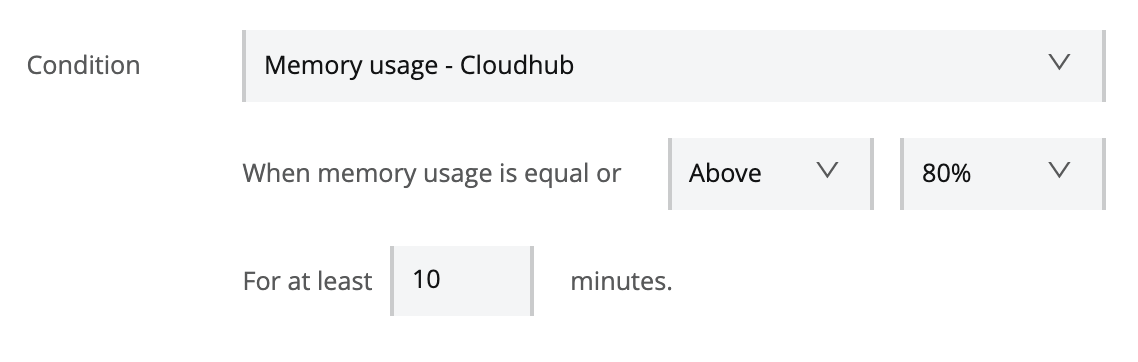 Condition Memory usage - Cloudhub
When memory usage is equal or Above 80%
For at least 10 minutes.